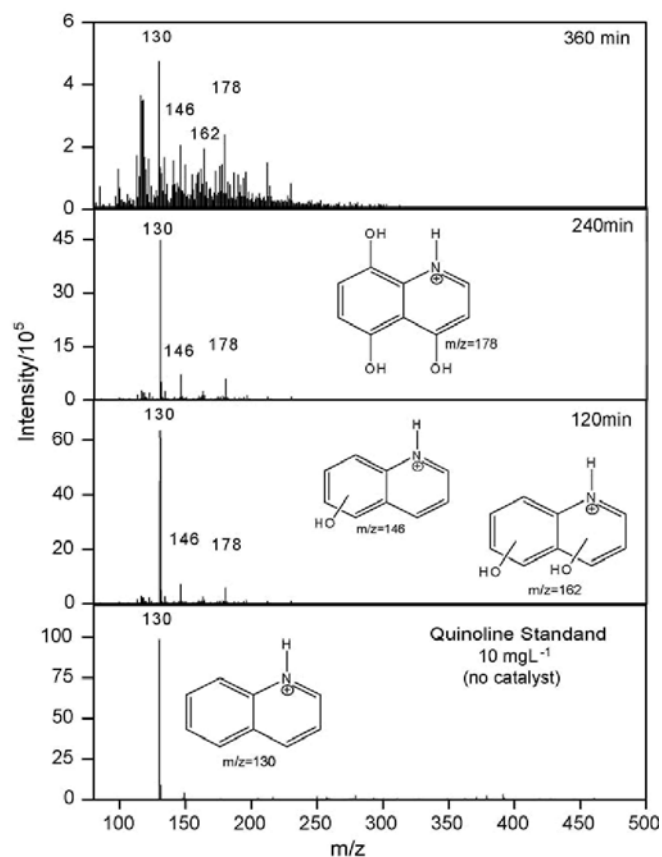 6
4
2
0
130
146
162
178
360 min
45
30
15
0
130
146
178
240min
OH
H
N
⊕
OH
OH
m/z=178
60
40
20
0
130
146
178
120min
H
N
⊕
HO
m/z=146
H
N
⊕
HO
HO
m/z=162
100
75
50
25
0
130
H
N
⊕
m/z=130
Quinoline Standand
10 mgL⁻¹
(no catalyst)
100 150 200 250 300 350 400 450 500
m/z
Intensity/10⁵